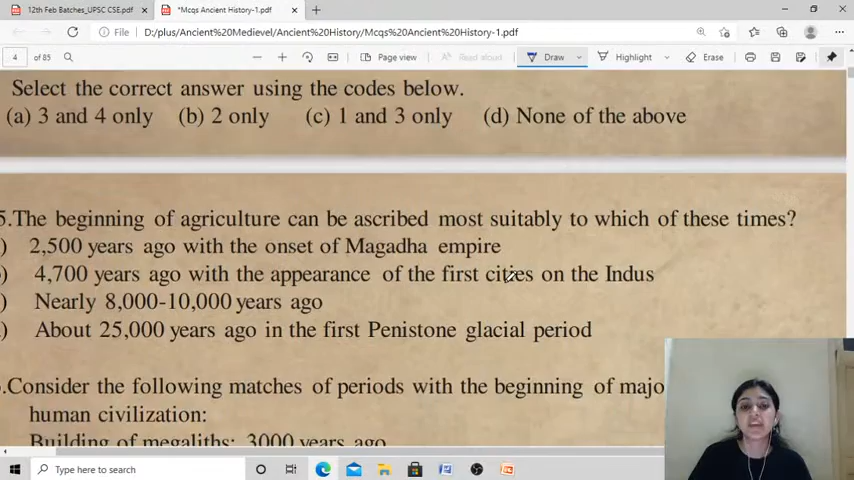 12th Feb Batches_UPSC CSE.pdf
*Mcqs Ancient History-1.pdf
File D:/plus/Ancient%20Medievel/Ancient%20History/Mcqs%20Ancient%20History-1.pdf
4 of 85 Page view Read aloud Draw Highlight Erase
Select the correct answer using the codes below.
(a) 3 and 4 only (b) 2 only (c) 1 and 3 only (d) None of the above
5.The beginning of agriculture can be ascribed most suitably to which of these times?
) 2,500 years ago with the onset of Magadha empire
) 4,700 years ago with the appearance of the first cities on the Indus
) Nearly 8,000-10,000 years ago
) About 25,000 years ago in the first Penistone glacial period
.Consider the following matches of periods with the beginning of majo
human civilization:
Building of megaliths: 3000 years ago
Type here to search